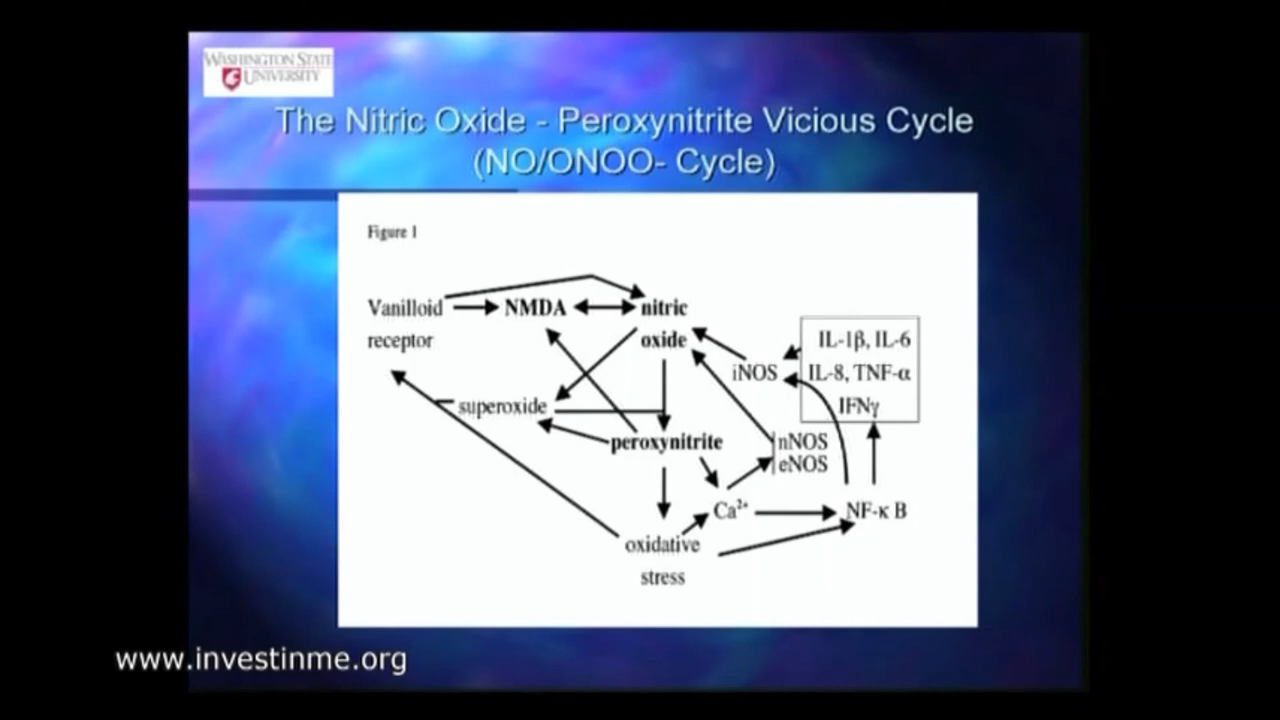 WASHINGTON STATE
UNIVERSITY
The Nitric Oxide - Peroxynitrite Vicious Cycle
(NO/ONOO- Cycle)
Figure 1
Vanilloid
receptor
NMDA
nitric
oxide
iNOS
IL-1β, IL-6
IL-8, TNF-α
IFNγ
superoxide
peroxynitrite
nNOS
eNOS
Ca²⁺
NF-κ B
oxidative
stress
www.investinme.org